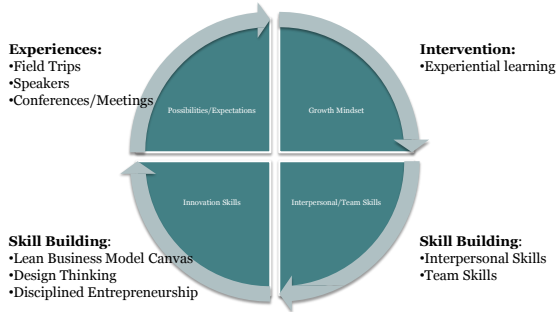 Experiences:
•Field Trips
•Speakers
•Conferences/Meetings
Intervention:
•Experiential learning
Possibilities/Expectations
Growth Mindset
Innovation Skills
Interpersonal/Team Skills
Skill Building:
•Lean Business Model Canvas
•Design Thinking
•Disciplined Entrepreneurship
Skill Building:
•Interpersonal Skills
•Team Skills